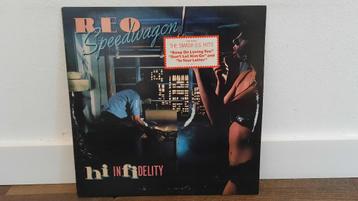 REO
Speedwagon
THE SMASH U.S. HITS
"Keep On Loving You"
"Don't Let Him Go" and
"In Your Letter"
hi INfiDELITY